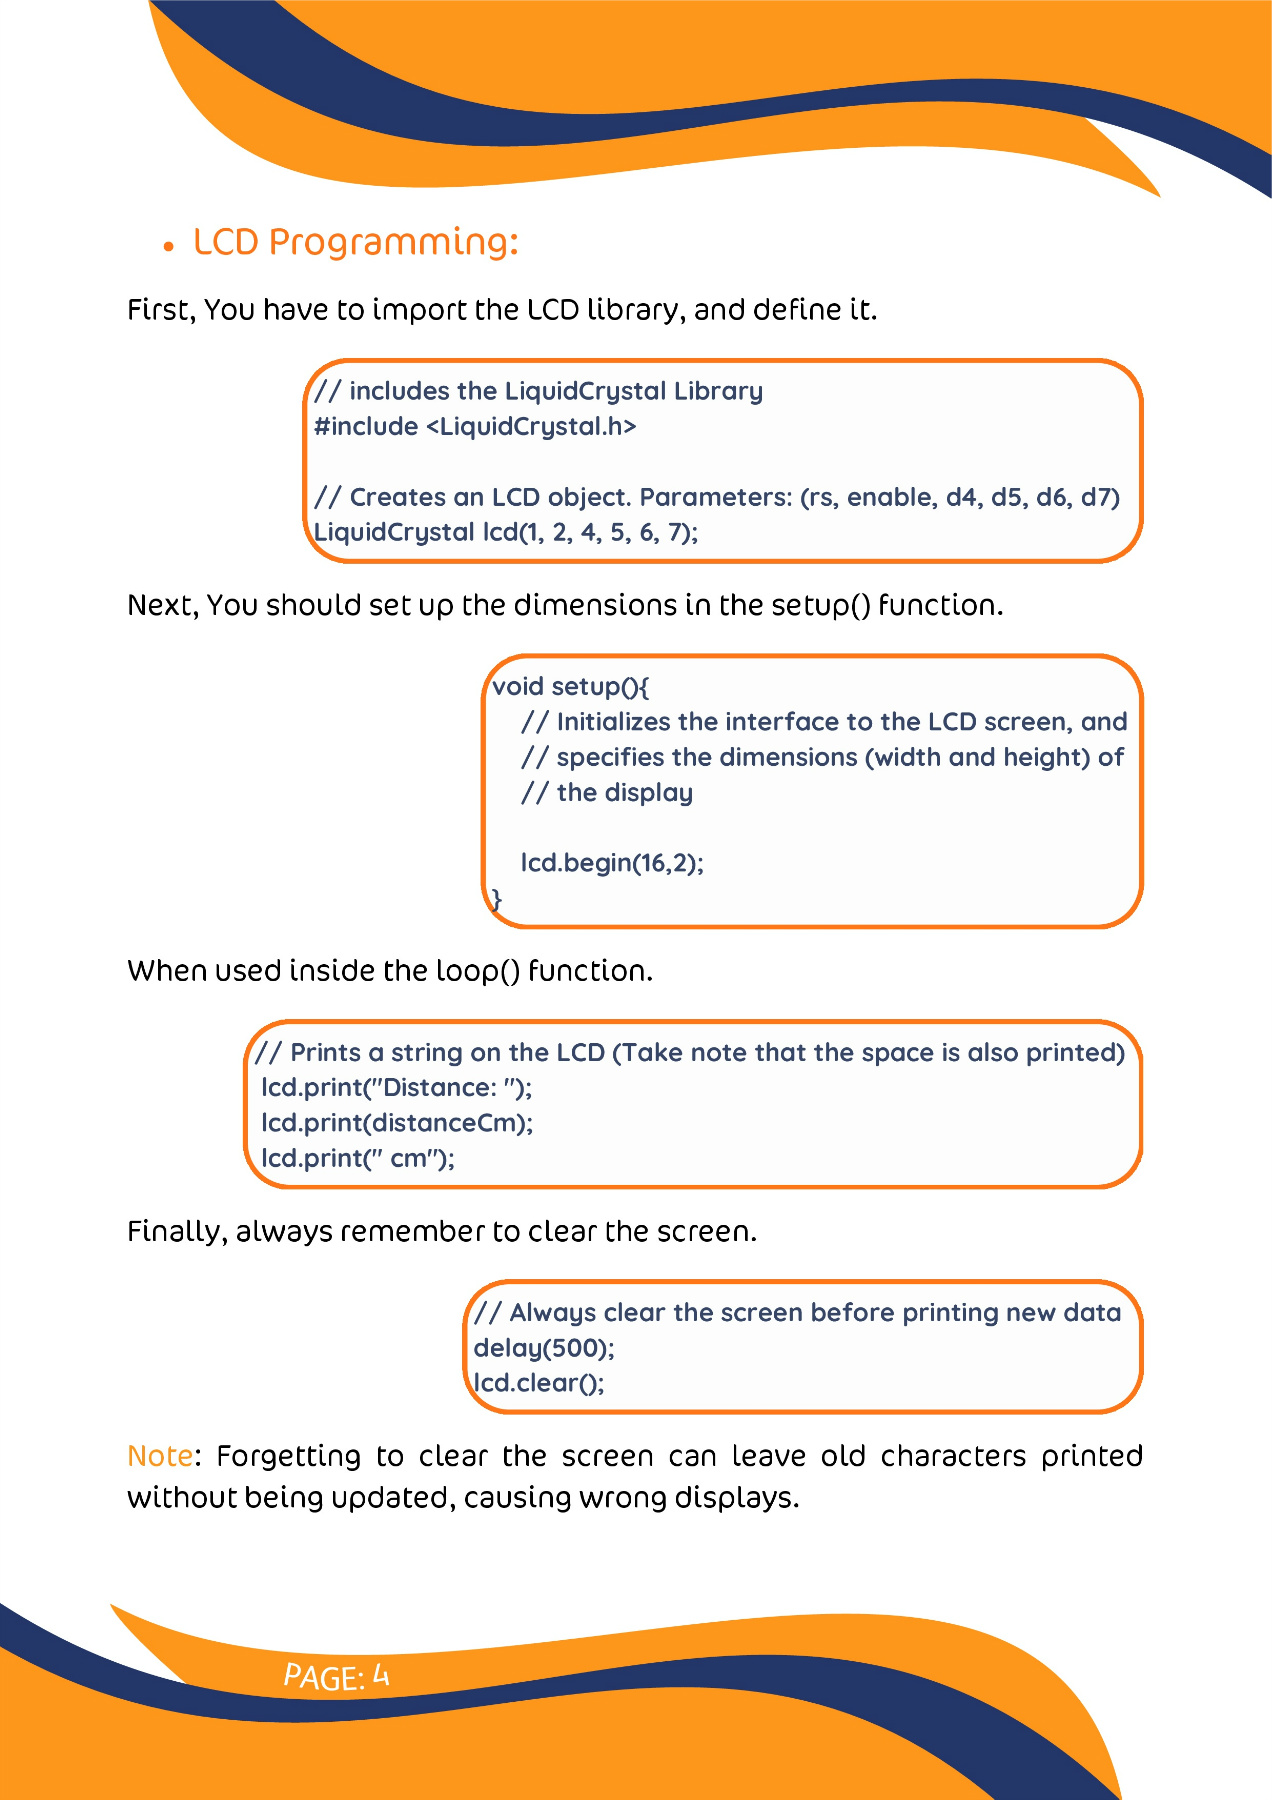 • LCD Programming:
First, You have to import the LCD library, and define it.
// includes the LiquidCrystal Library
#include <LiquidCrystal.h>
// Creates an LCD object. Parameters: (rs, enable, d4, d5, d6, d7)
LiquidCrystal lcd(1, 2, 4, 5, 6, 7);
Next, You should set up the dimensions in the setup() function.
void setup(){
// Initializes the interface to the LCD screen, and
// specifies the dimensions (width and height) of
// the display
lcd.begin(16,2);
}
When used inside the loop() function.
// Prints a string on the LCD (Take note that the space is also printed)
lcd.print("Distance: ");
lcd.print(distanceCm);
lcd.print(" cm");
Finally, always remember to clear the screen.
// Always clear the screen before printing new data
delay(500);
lcd.clear();
Note: Forgetting to clear the screen can leave old characters printed
without being updated, causing wrong displays.
PAGE: 4